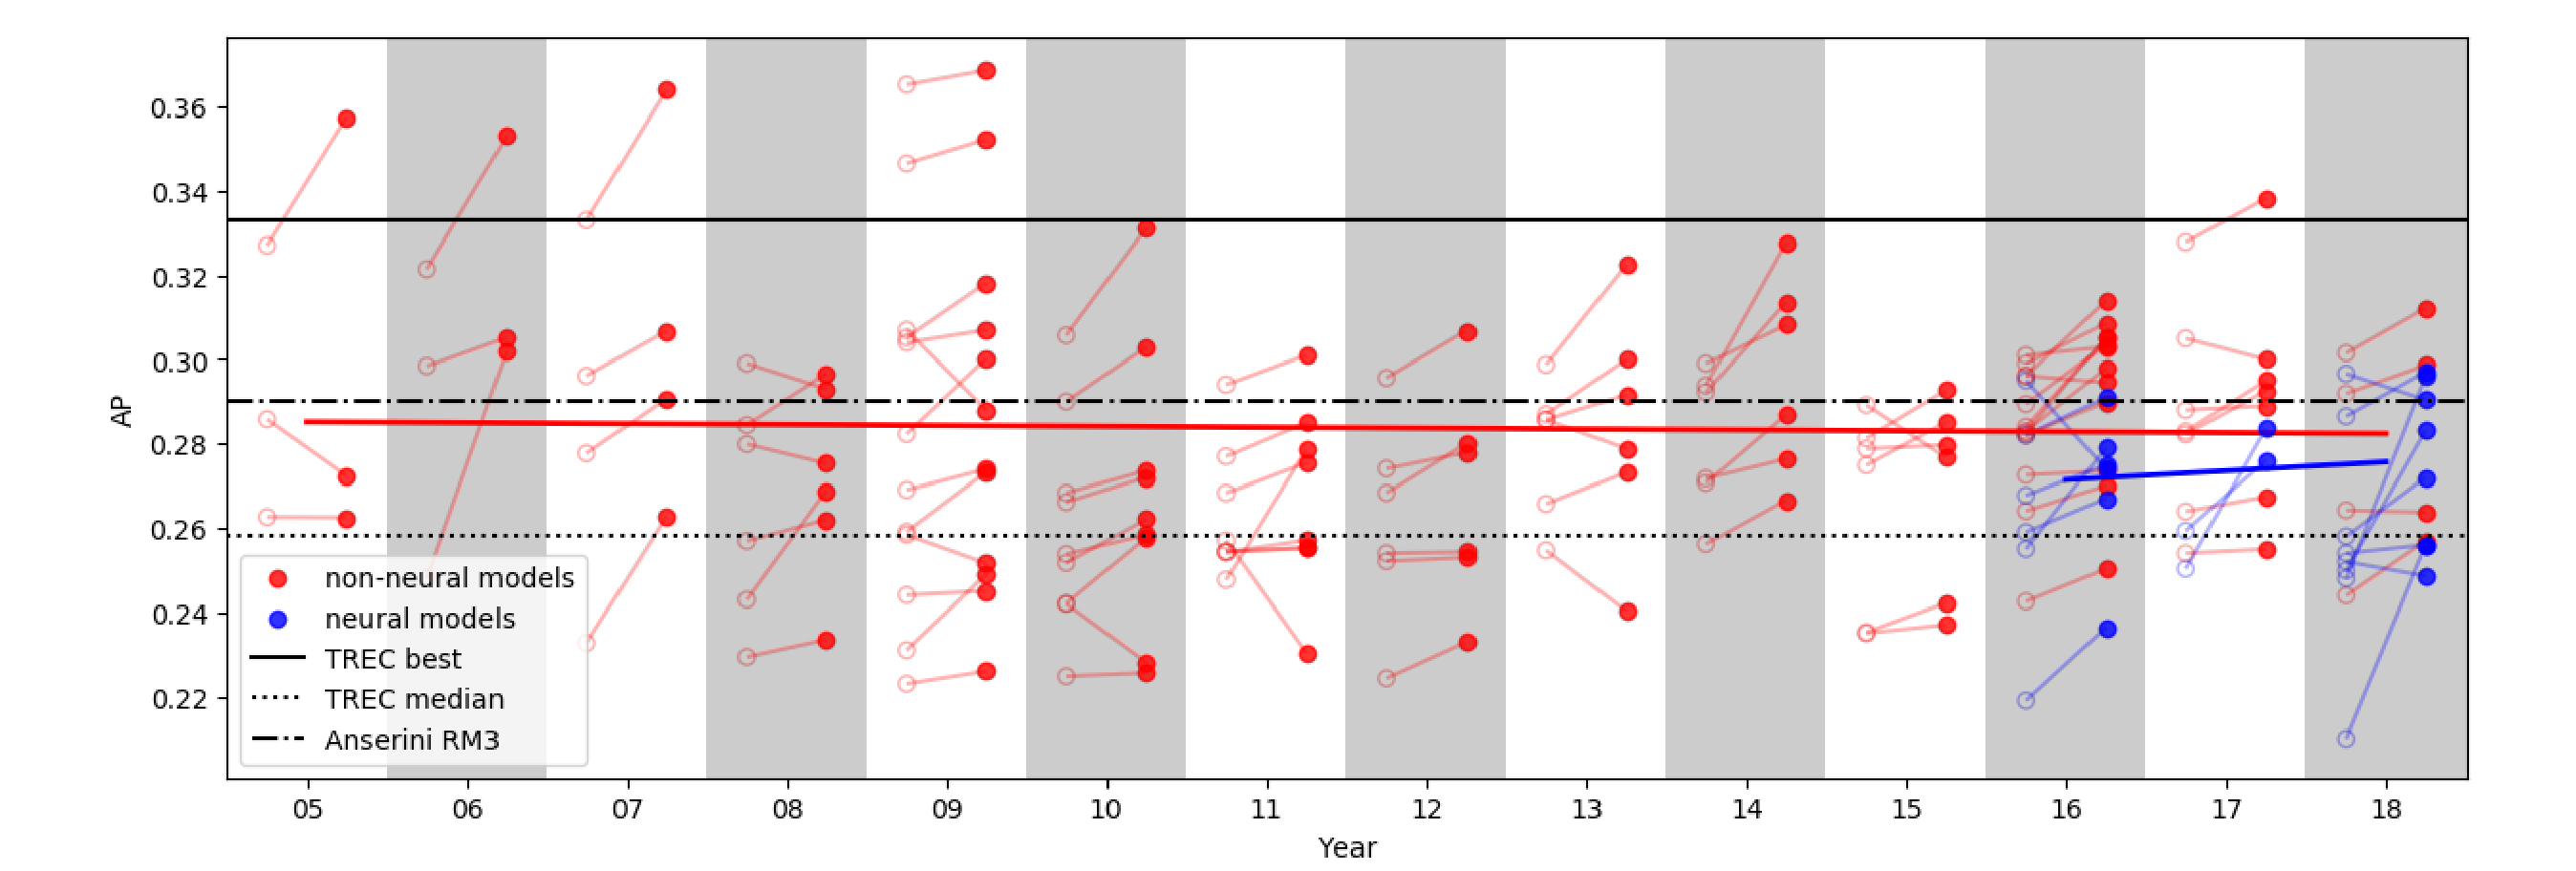 0.36
0.34
0.32
0.30
0.28
0.26
0.24
0.22
AP
non-neural models
neural models
TREC best
TREC median
Anserini RM3
05 06 07 08 09 10 11 12 13 14 15 16 17 18
Year